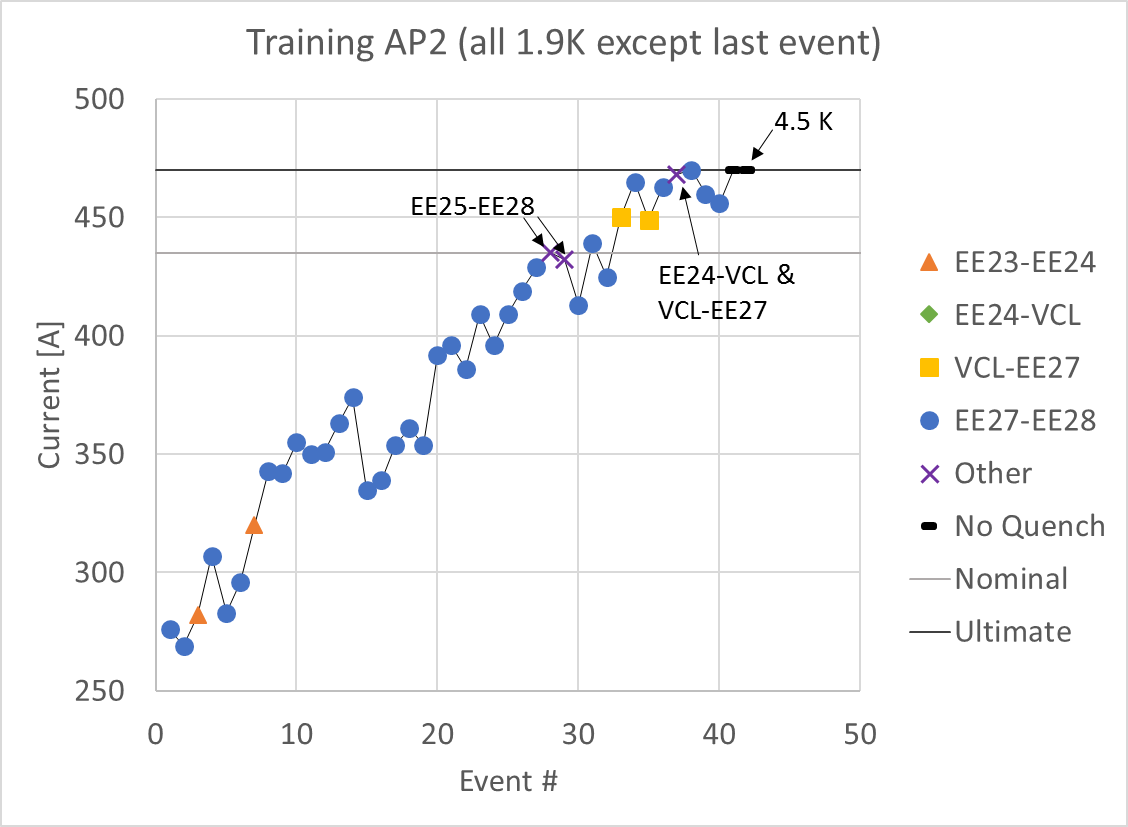 Training AP2 (all 1.9K except last event)
500
450
400
350
300
250
Current [A]
0
10
20
30
40
50
Event #
4.5 K
EE25-EE28
EE24-VCL &
VCL-EE27
EE23-EE24
EE24-VCL
VCL-EE27
EE27-EE28
Other
No Quench
Nominal
Ultimate